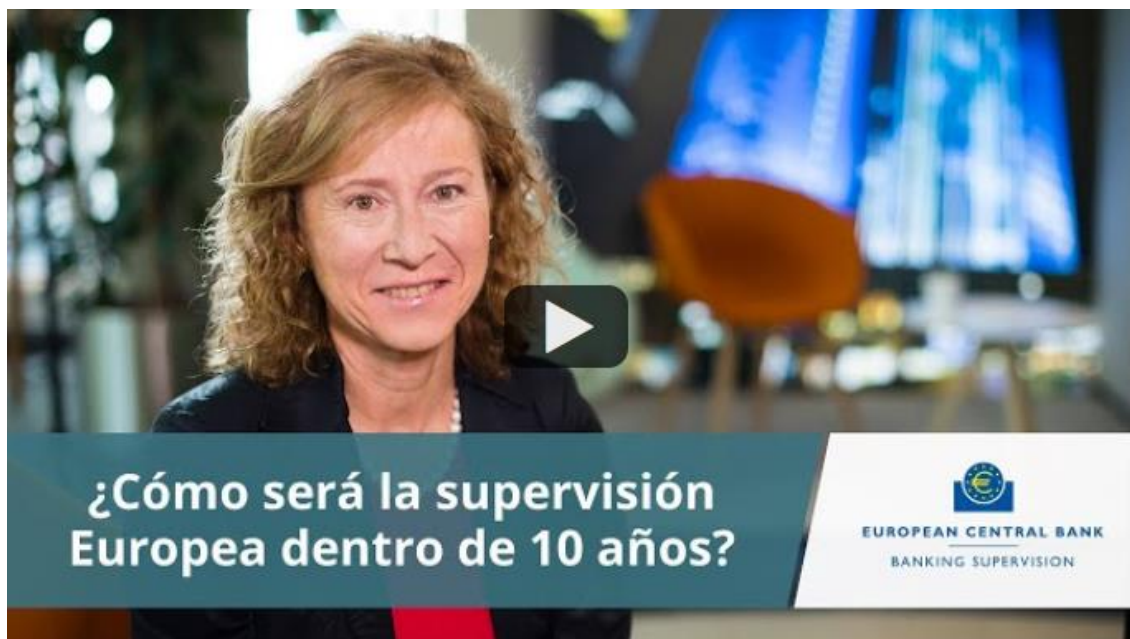 ¿Cómo será la supervisión
Europea dentro de 10 años?
EUROPEAN CENTRAL BANK
BANKING SUPERVISION